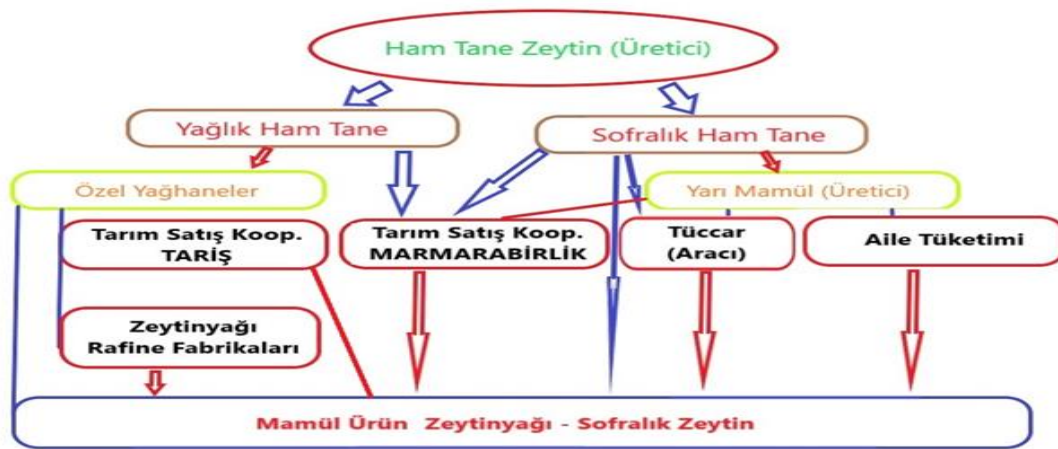 Ham Tane Zeytin (Üretici)
Yağlık Ham Tane
Sofralık Ham Tane
Özel Yağhaneler
Yarı Mamül (Üretici)
Tarım Satış Koop.
TARİŞ
Tarım Satış Koop.
MARMARABİRLİK
Tüccar
(Aracı)
Aile Tüketimi
Zeytinyağı
Rafine Fabrikaları
Mamül Ürün Zeytinyağı - Sofralık Zeytin